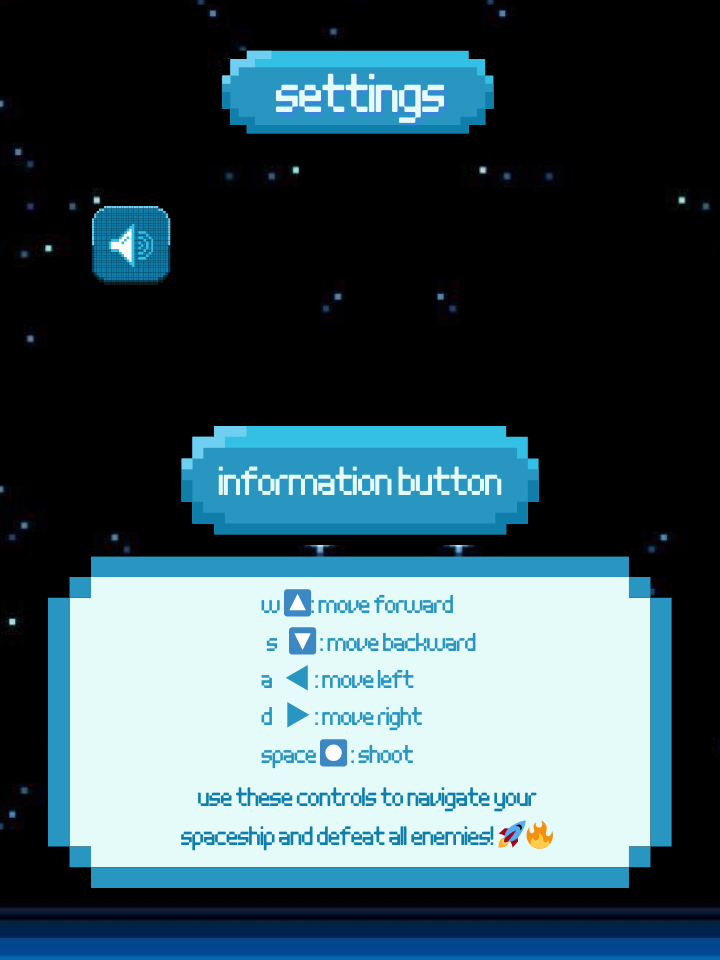 settings
information button
w 🔼: move forward
s 🔽 : move backward
a ◀ : move left
d ▶ : move right
space ⏺ : shoot
use these controls to navigate your
spaceship and defeat all enemies! 🚀🔥